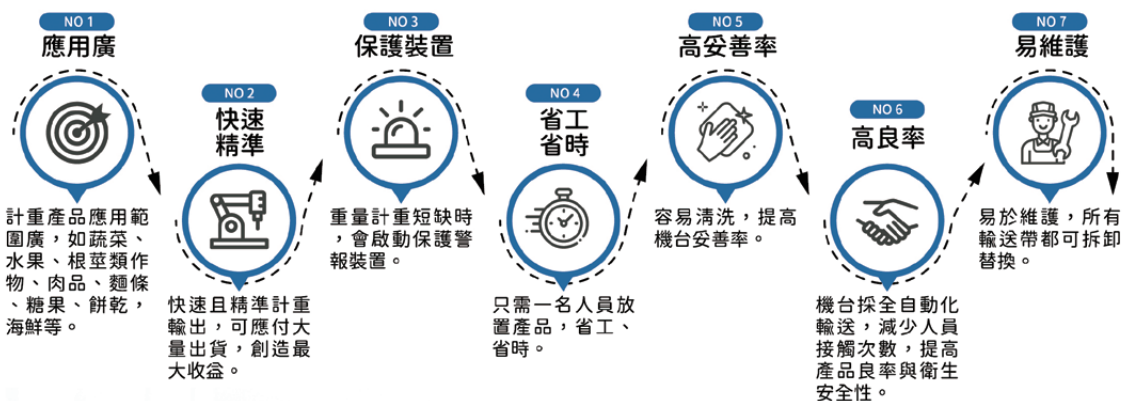 NO 1
應用廣
計重產品應用範
圍廣，如蔬菜、
水果、根莖類作
物、肉品、麵條
、糖果、餅乾，
海鮮等。
NO 2
快速
精準
快速且精準計重
輸出，可應付大
量出貨，創造最
大收益。
NO 3
保護裝置
重量計重短缺時
，會啟動保護警
報裝置。
NO 4
省工
省時
只需一名人員放
置產品，省工、
省時。
NO 5
高妥善率
容易清洗，提高
機台妥善率。
NO 6
高良率
機台採全自動化
輸送，減少人員
接觸次數，提高
產品良率與衛生
安全性。
NO 7
易維護
易於維護，所有
輸送帶都可拆卸
替換。